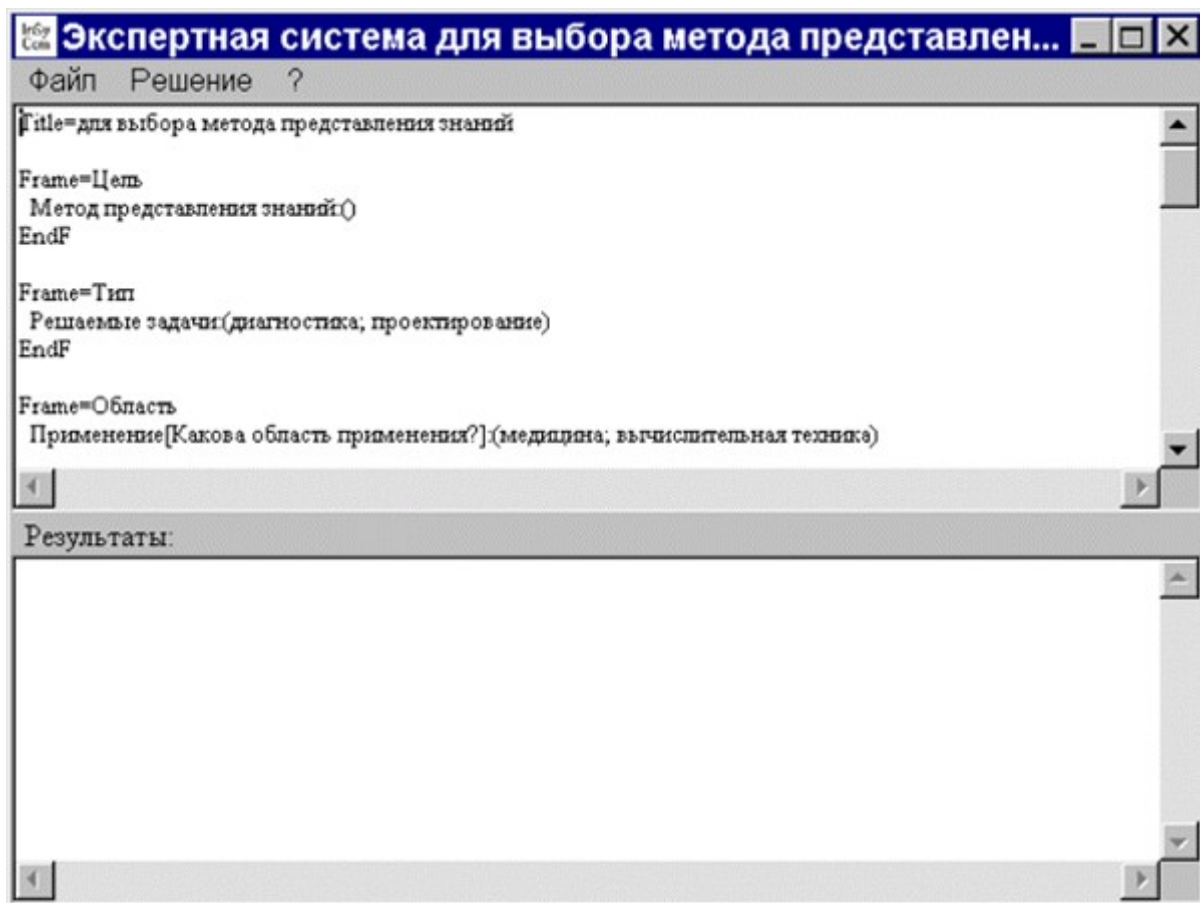 Экспертная система для выбора метода представлен...
Файл Решение ?
Title=для выбора метода представления знаний
Frame=Цель
Метод представления знаний:()
EndF
Frame=Тип
Решаемые задачи:(диагностика; проектирование)
EndF
Frame=Область
Применение[Какова область применения?]:(медицина; вычислительная техника)
Результаты: